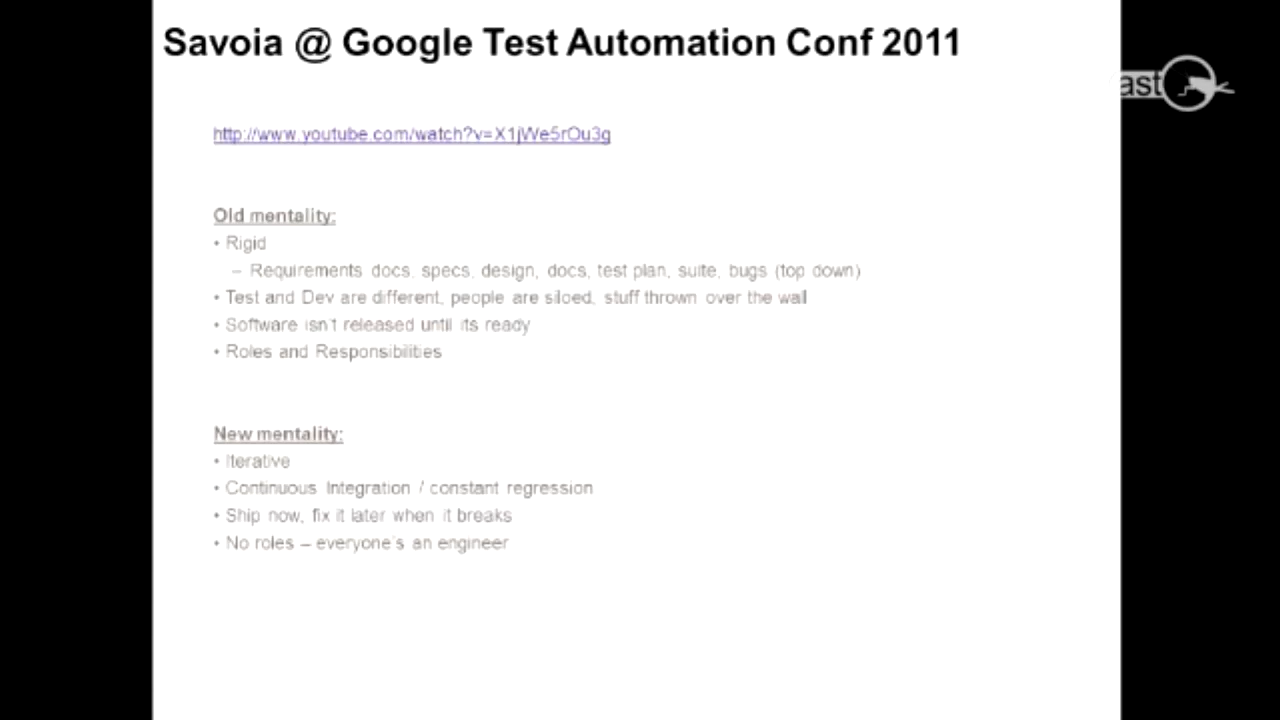 Savoia @ Google Test Automation Conf 2011
ast
http://www.youtube.com/watch?v=X1jWe5rOu3g
Old mentality:
• Rigid
– Requirements docs, specs, design, docs, test plan, suite, bugs (top down)
• Test and Dev are different, people are siloed, stuff thrown over the wall
• Software isn't released until its ready
• Roles and Responsibilities
New mentality:
• Iterative
• Continuous Integration / constant regression
• Ship now, fix it later when it breaks
• No roles – everyone's an engineer